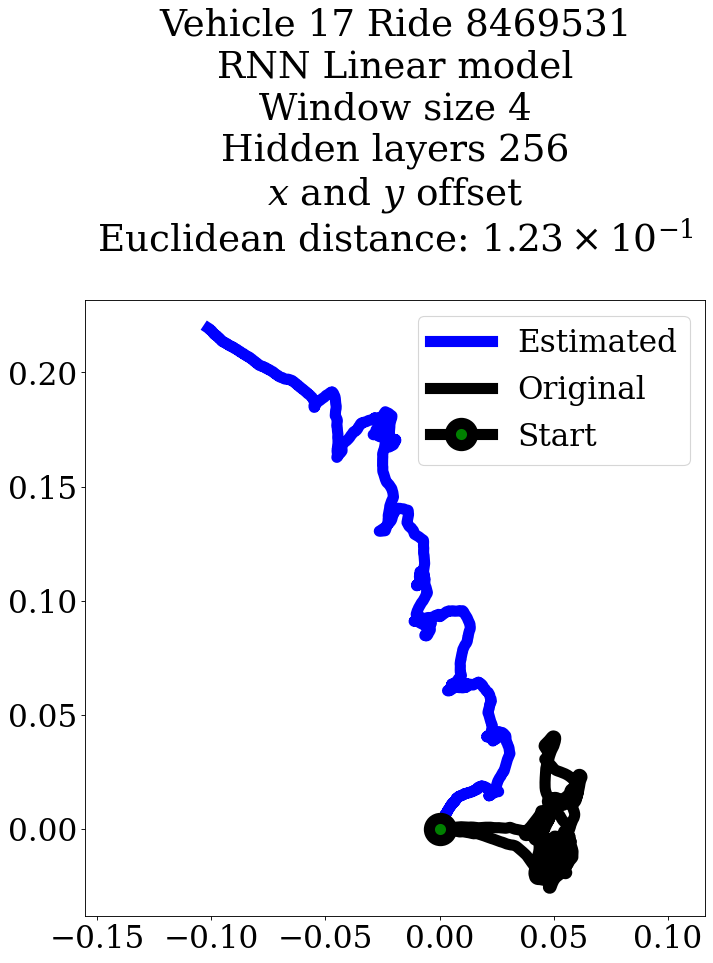 Vehicle 17 Ride 8469531
RNN Linear model
Window size 4
Hidden layers 256
x and y offset
Euclidean distance: 1.23 × 10⁻¹
Estimated
Original
Start
0.20
0.15
0.10
0.05
0.00
−0.15 −0.10 −0.05 0.00 0.05 0.10